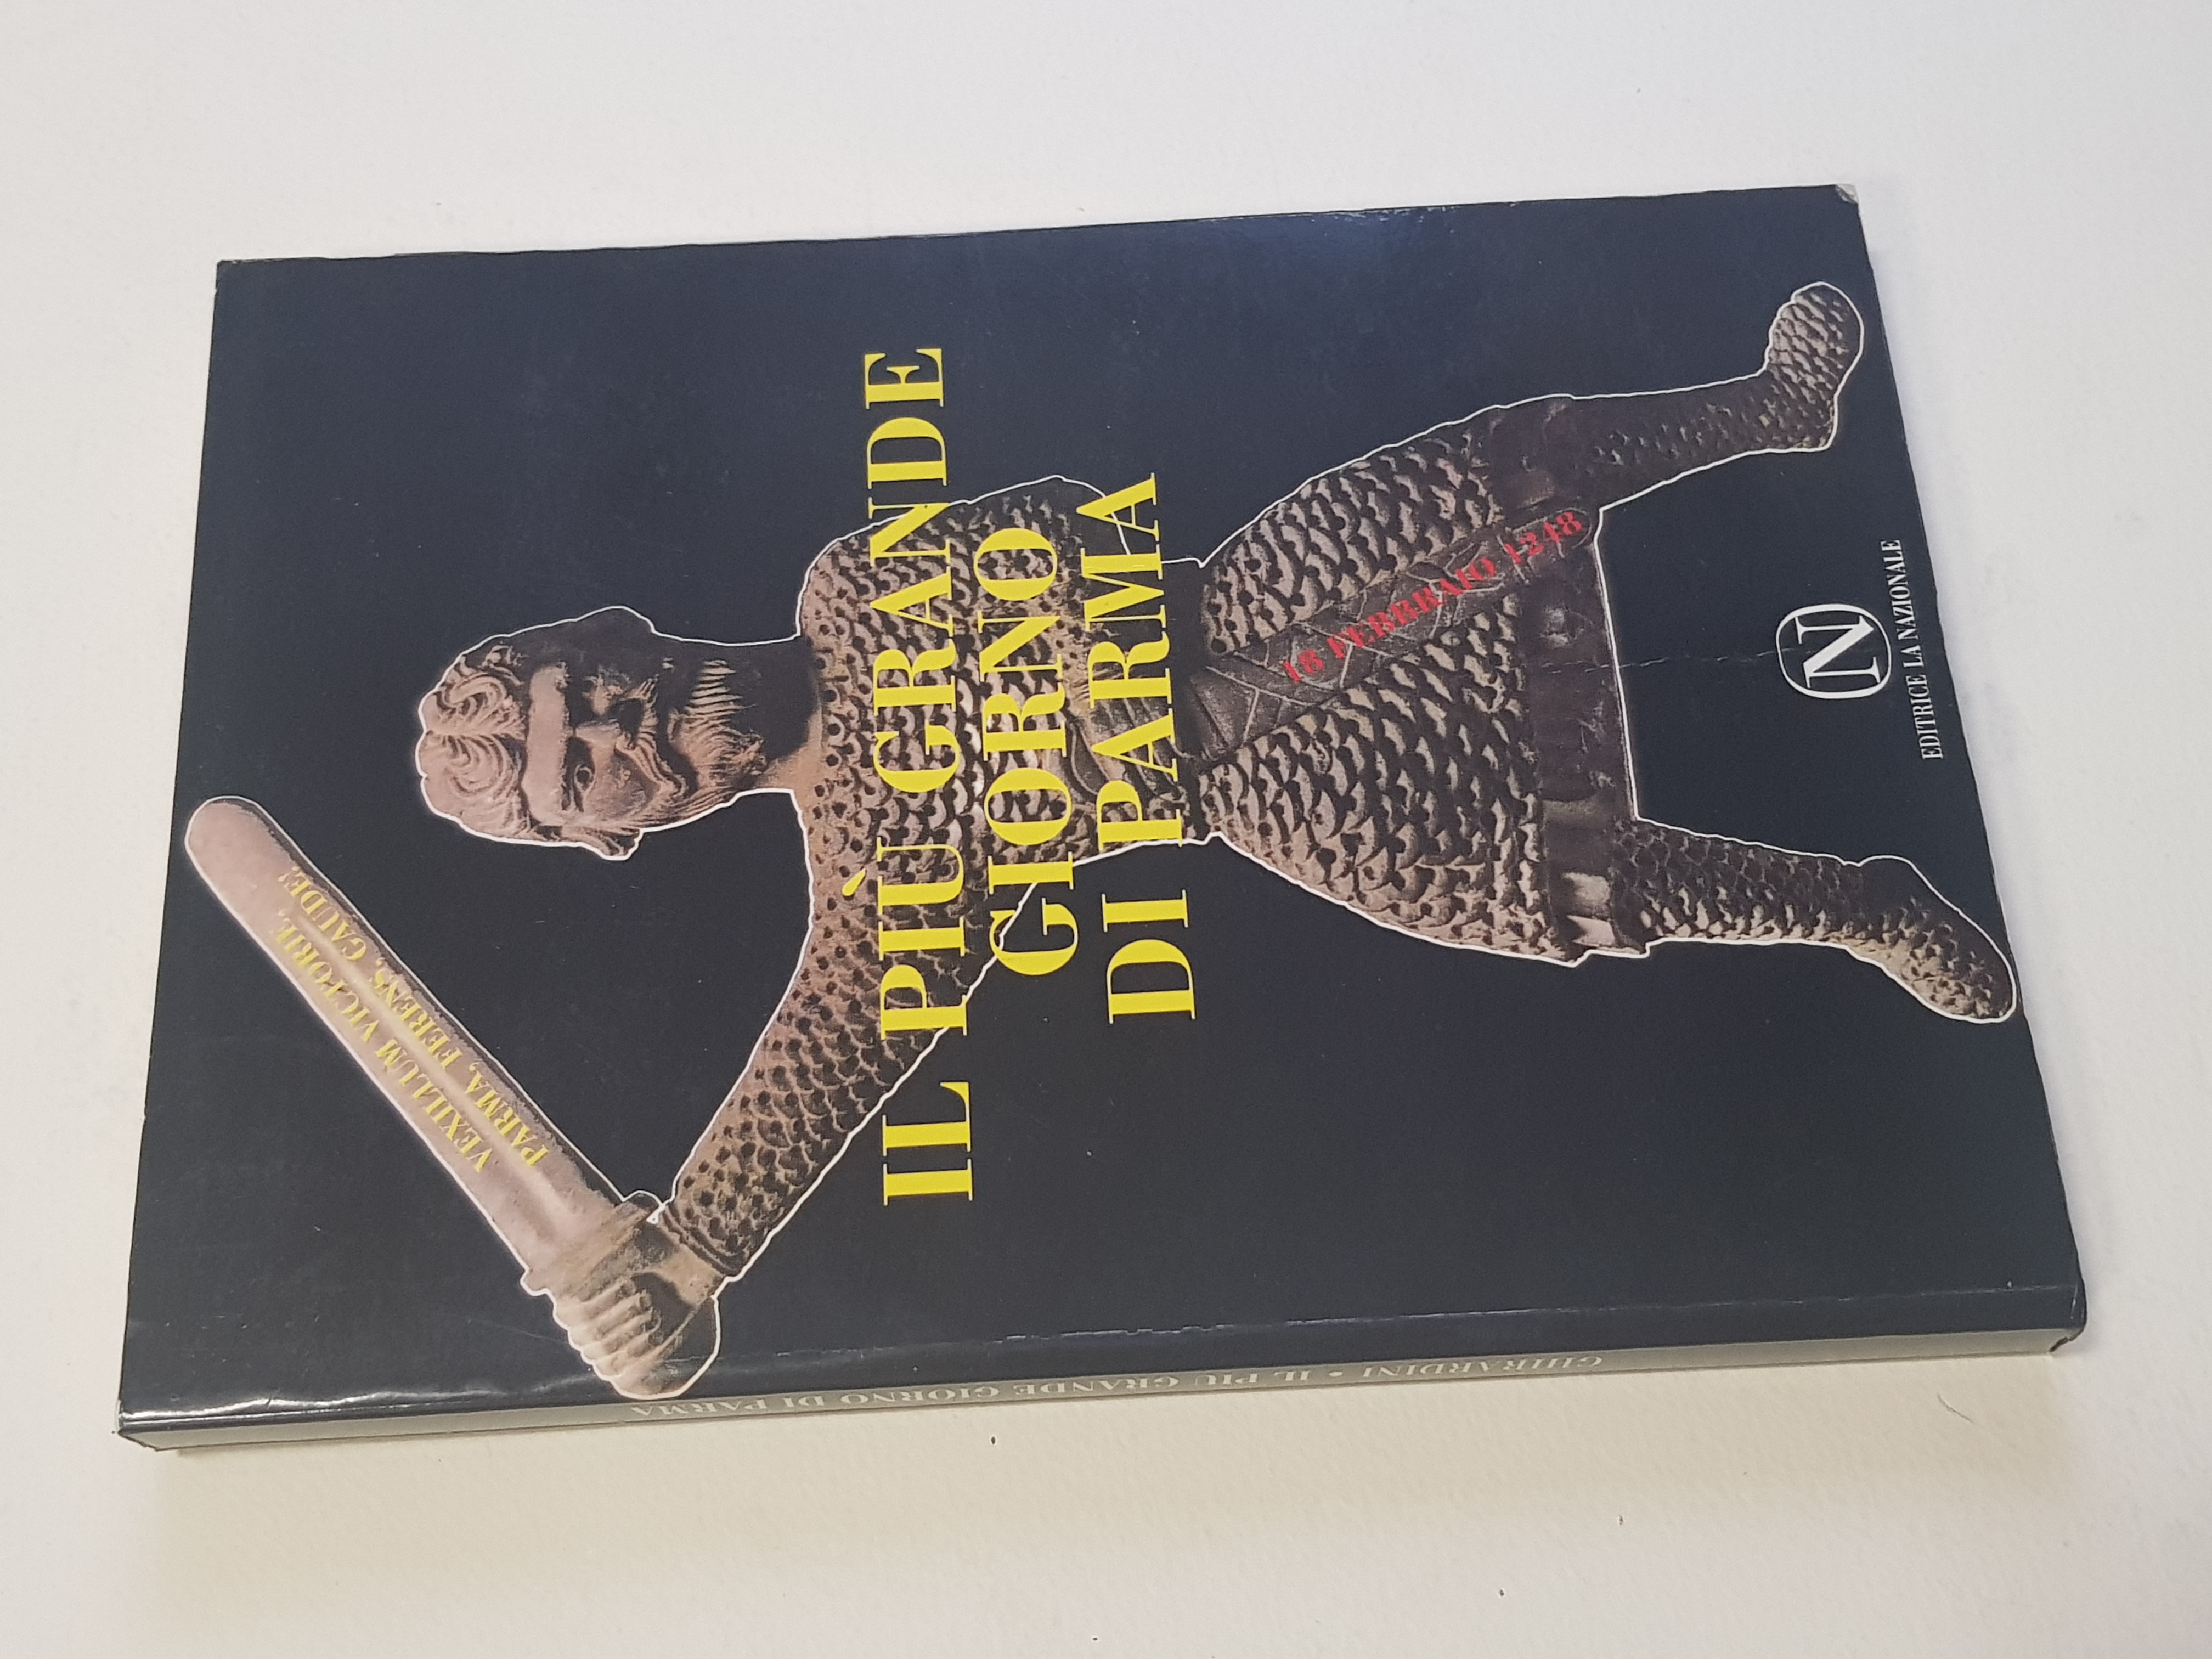 VEXILLUM VICTORIE,
PARMA, FERENS, GAUDE!
IL PIÙ GRANDE
GIORNO
DI PARMA
18 FEBBRAIO 1248
N
EDITRICE LA NAZIONALE
GHIRARDINI • IL PIÙ GRANDE GIORNO DI PARMA